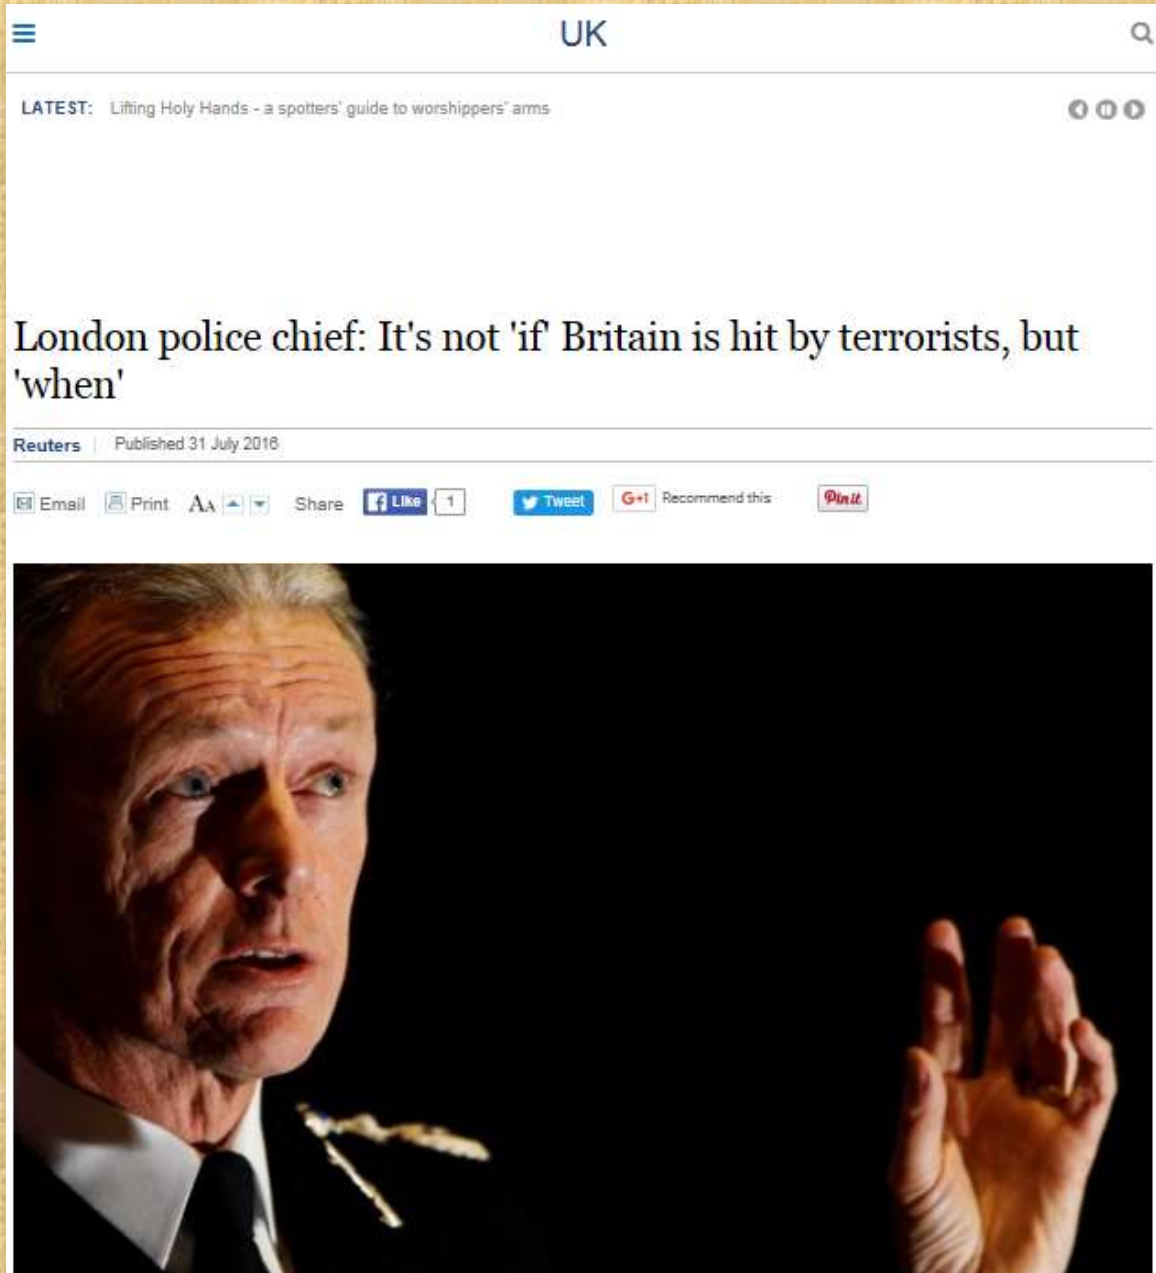 UK
LATEST: Lifting Holy Hands - a spotters' guide to worshippers' arms
London police chief: It's not 'if' Britain is hit by terrorists, but
'when'
Reuters | Published 31 July 2016
Email Print AA Share Like 1 Tweet G+1 Recommend this Pin it